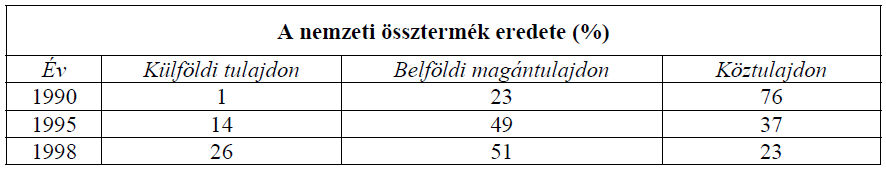 A nemzeti össztermék eredete (%)
Év Külföldi tulajdon Belföldi magántulajdon Köztulajdon
1990 1 23 76
1995 14 49 37
1998 26 51 23